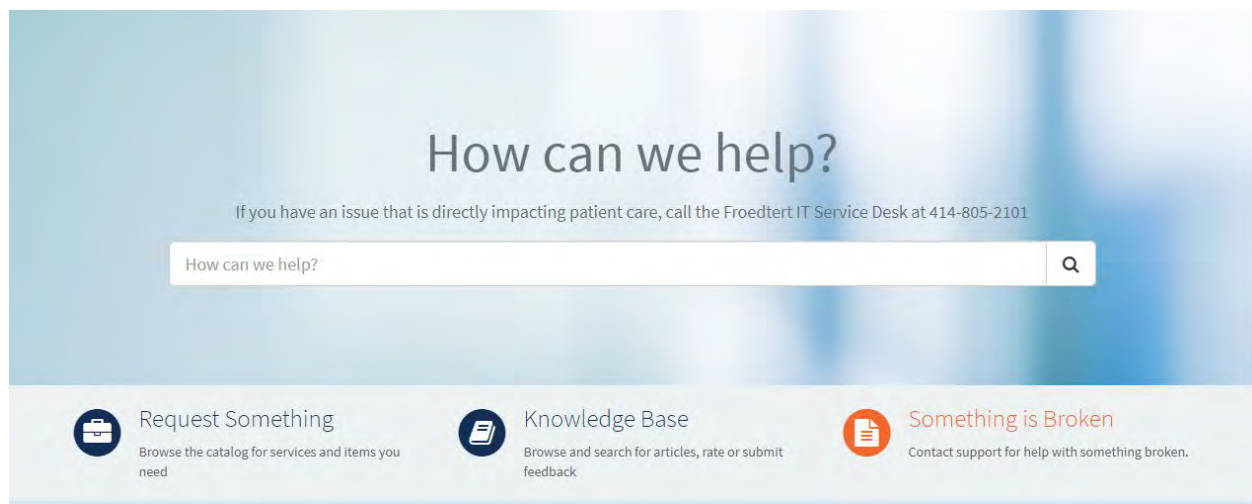 How can we help?
If you have an issue that is directly impacting patient care, call the Froedtert IT Service Desk at 414-805-2101
How can we help?
Request Something
Browse the catalog for services and items you
need
Knowledge Base
Browse and search for articles, rate or submit
feedback
Something is Broken
Contact support for help with something broken.